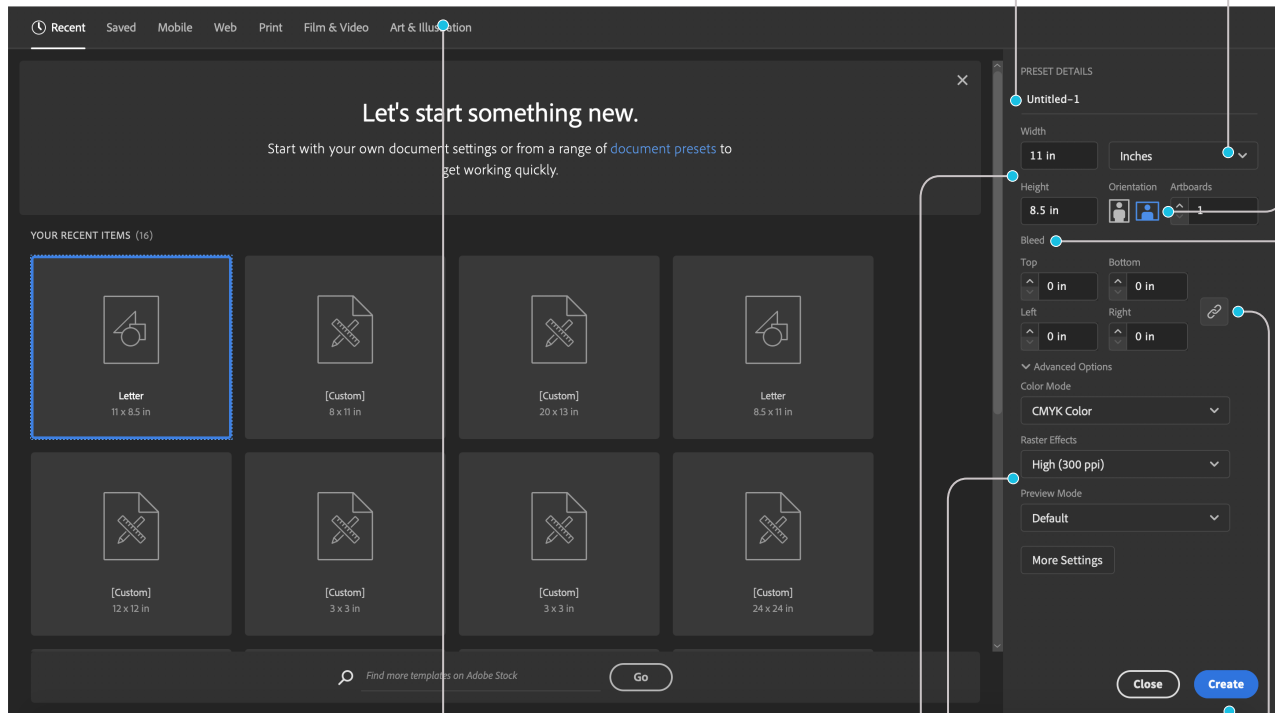 Recent Saved Mobile Web Print Film & Video Art & Illustration
Let's start something new.
Start with your own document settings or from a range of document presets to
get working quickly.
YOUR RECENT ITEMS (16)
Letter
11 x 8.5 in
[Custom]
8 x 11 in
[Custom]
20 x 13 in
Letter
8.5 x 11 in
[Custom]
12 x 12 in
[Custom]
3 x 3 in
[Custom]
3 x 3 in
[Custom]
24 x 24 in
Find more templates on Adobe Stock
Go
PRESET DETAILS
Untitled-1
Width
11 in Inches
Height Orientation Artboards
8.5 in 1
Bleed
Top Bottom
0 in 0 in
Left Right
0 in 0 in
Advanced Options
Color Mode
CMYK Color
Raster Effects
High (300 ppi)
Preview Mode
Default
More Settings
Close Create